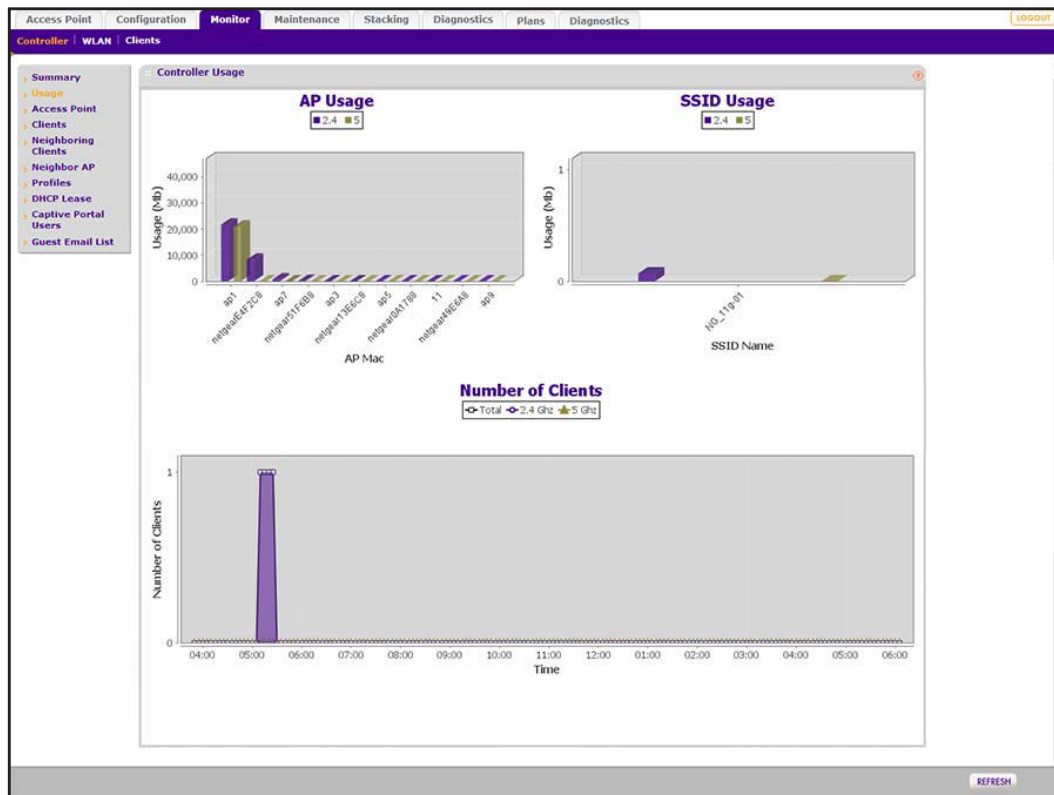 Access Point Configuration Monitor Maintenance Stacking Diagnostics Plans Diagnostics LOGOUT
Controller WLAN Clients
Summary
Usage
Access Point
Clients
Neighboring
Clients
Neighbor AP
Profiles
DHCP Lease
Captive Portal
Users
Guest Email List
Controller Usage ?
AP Usage
2.4 5
Usage (Mb)
40,000
30,000
20,000
10,000
0
ap1
netgearE4F2C8
ap7
netgear51F6B8
ap3
netgear13E6C8
ap5
netgear0A1788
11
netgear49E6A8
ap9
AP Mac
SSID Usage
2.4 5
Usage (Mb)
1
0
NG_11g-01
SSID Name
Number of Clients
Total 2.4 Ghz 5 Ghz
Number of Clients
1
0
04:00 05:00 06:00 07:00 08:00 09:00 10:00 11:00 12:00 01:00 02:00 03:00 04:00 05:00 06:00
Time
REFRESH